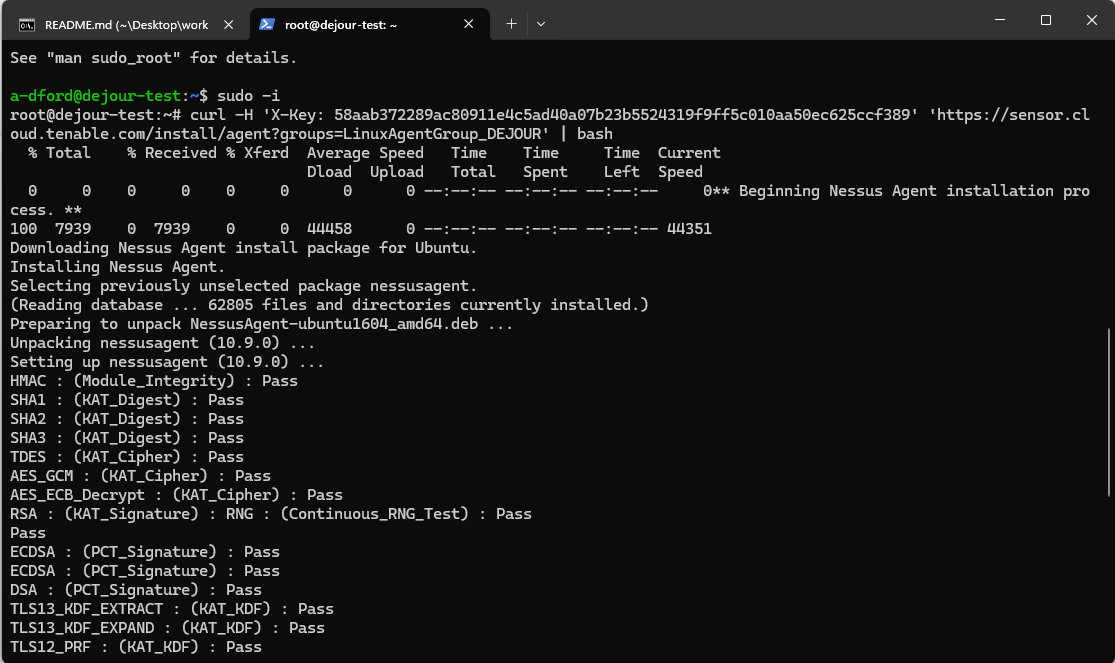 README.md (~\Desktop\work
root@dejour-test: ~
See "man sudo_root" for details.
a-dford@dejour-test:~$ sudo -i
root@dejour-test:~# curl -H 'X-Key: 58aab372289ac80911e4c5ad40a07b23b5524319f9ff5c010aa50ec625ccf389' 'https://sensor.cl
oud.tenable.com/install/agent?groups=LinuxAgentGroup_DEJOUR' | bash
  % Total    % Received % Xferd  Average Speed   Time    Time     Time  Current
                                 Dload  Upload   Total   Spent    Left  Speed
  0     0    0     0    0     0      0      0 --:--:-- --:--:-- --:--:--     0** Beginning Nessus Agent installation pro
cess. **
100  7939    0  7939    0     0  44458      0 --:--:-- --:--:-- --:--:-- 44351
Downloading Nessus Agent install package for Ubuntu.
Installing Nessus Agent.
Selecting previously unselected package nessusagent.
(Reading database ... 62805 files and directories currently installed.)
Preparing to unpack NessusAgent-ubuntu1604_amd64.deb ...
Unpacking nessusagent (10.9.0) ...
Setting up nessusagent (10.9.0) ...
HMAC : (Module_Integrity) : Pass
SHA1 : (KAT_Digest) : Pass
SHA2 : (KAT_Digest) : Pass
SHA3 : (KAT_Digest) : Pass
TDES : (KAT_Cipher) : Pass
AES_GCM : (KAT_Cipher) : Pass
AES_ECB_Decrypt : (KAT_Cipher) : Pass
RSA : (KAT_Signature) : RNG : (Continuous_RNG_Test) : Pass
Pass
ECDSA : (PCT_Signature) : Pass
ECDSA : (PCT_Signature) : Pass
DSA : (PCT_Signature) : Pass
TLS13_KDF_EXTRACT : (KAT_KDF) : Pass
TLS13_KDF_EXPAND : (KAT_KDF) : Pass
TLS12_PRF : (KAT_KDF) : Pass